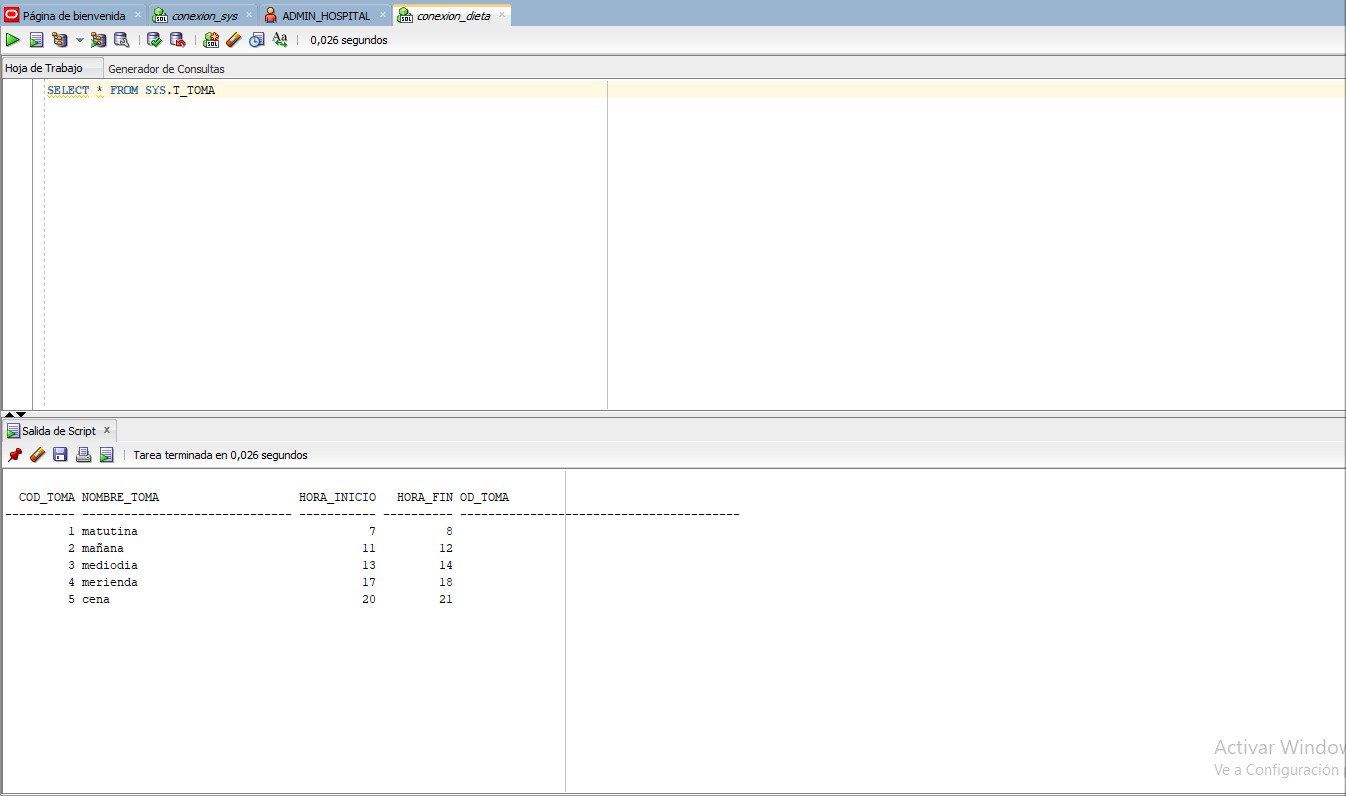 Página de bienvenida conexion_sys ADMIN_HOSPITAL conexion_dieta
0,026 segundos
Hoja de Trabajo Generador de Consultas
SELECT * FROM SYS.T_TOMA
Salida de Script
Tarea terminada en 0,026 segundos
COD_TOMA NOMBRE_TOMA HORA_INICIO HORA_FIN OD_TOMA
---------- ------------------------------ ----------- ---------- ----------------------------------------
1 matutina 7 8
2 mañana 11 12
3 mediodia 13 14
4 merienda 17 18
5 cena 20 21
Activar Window
Ve a Configuración